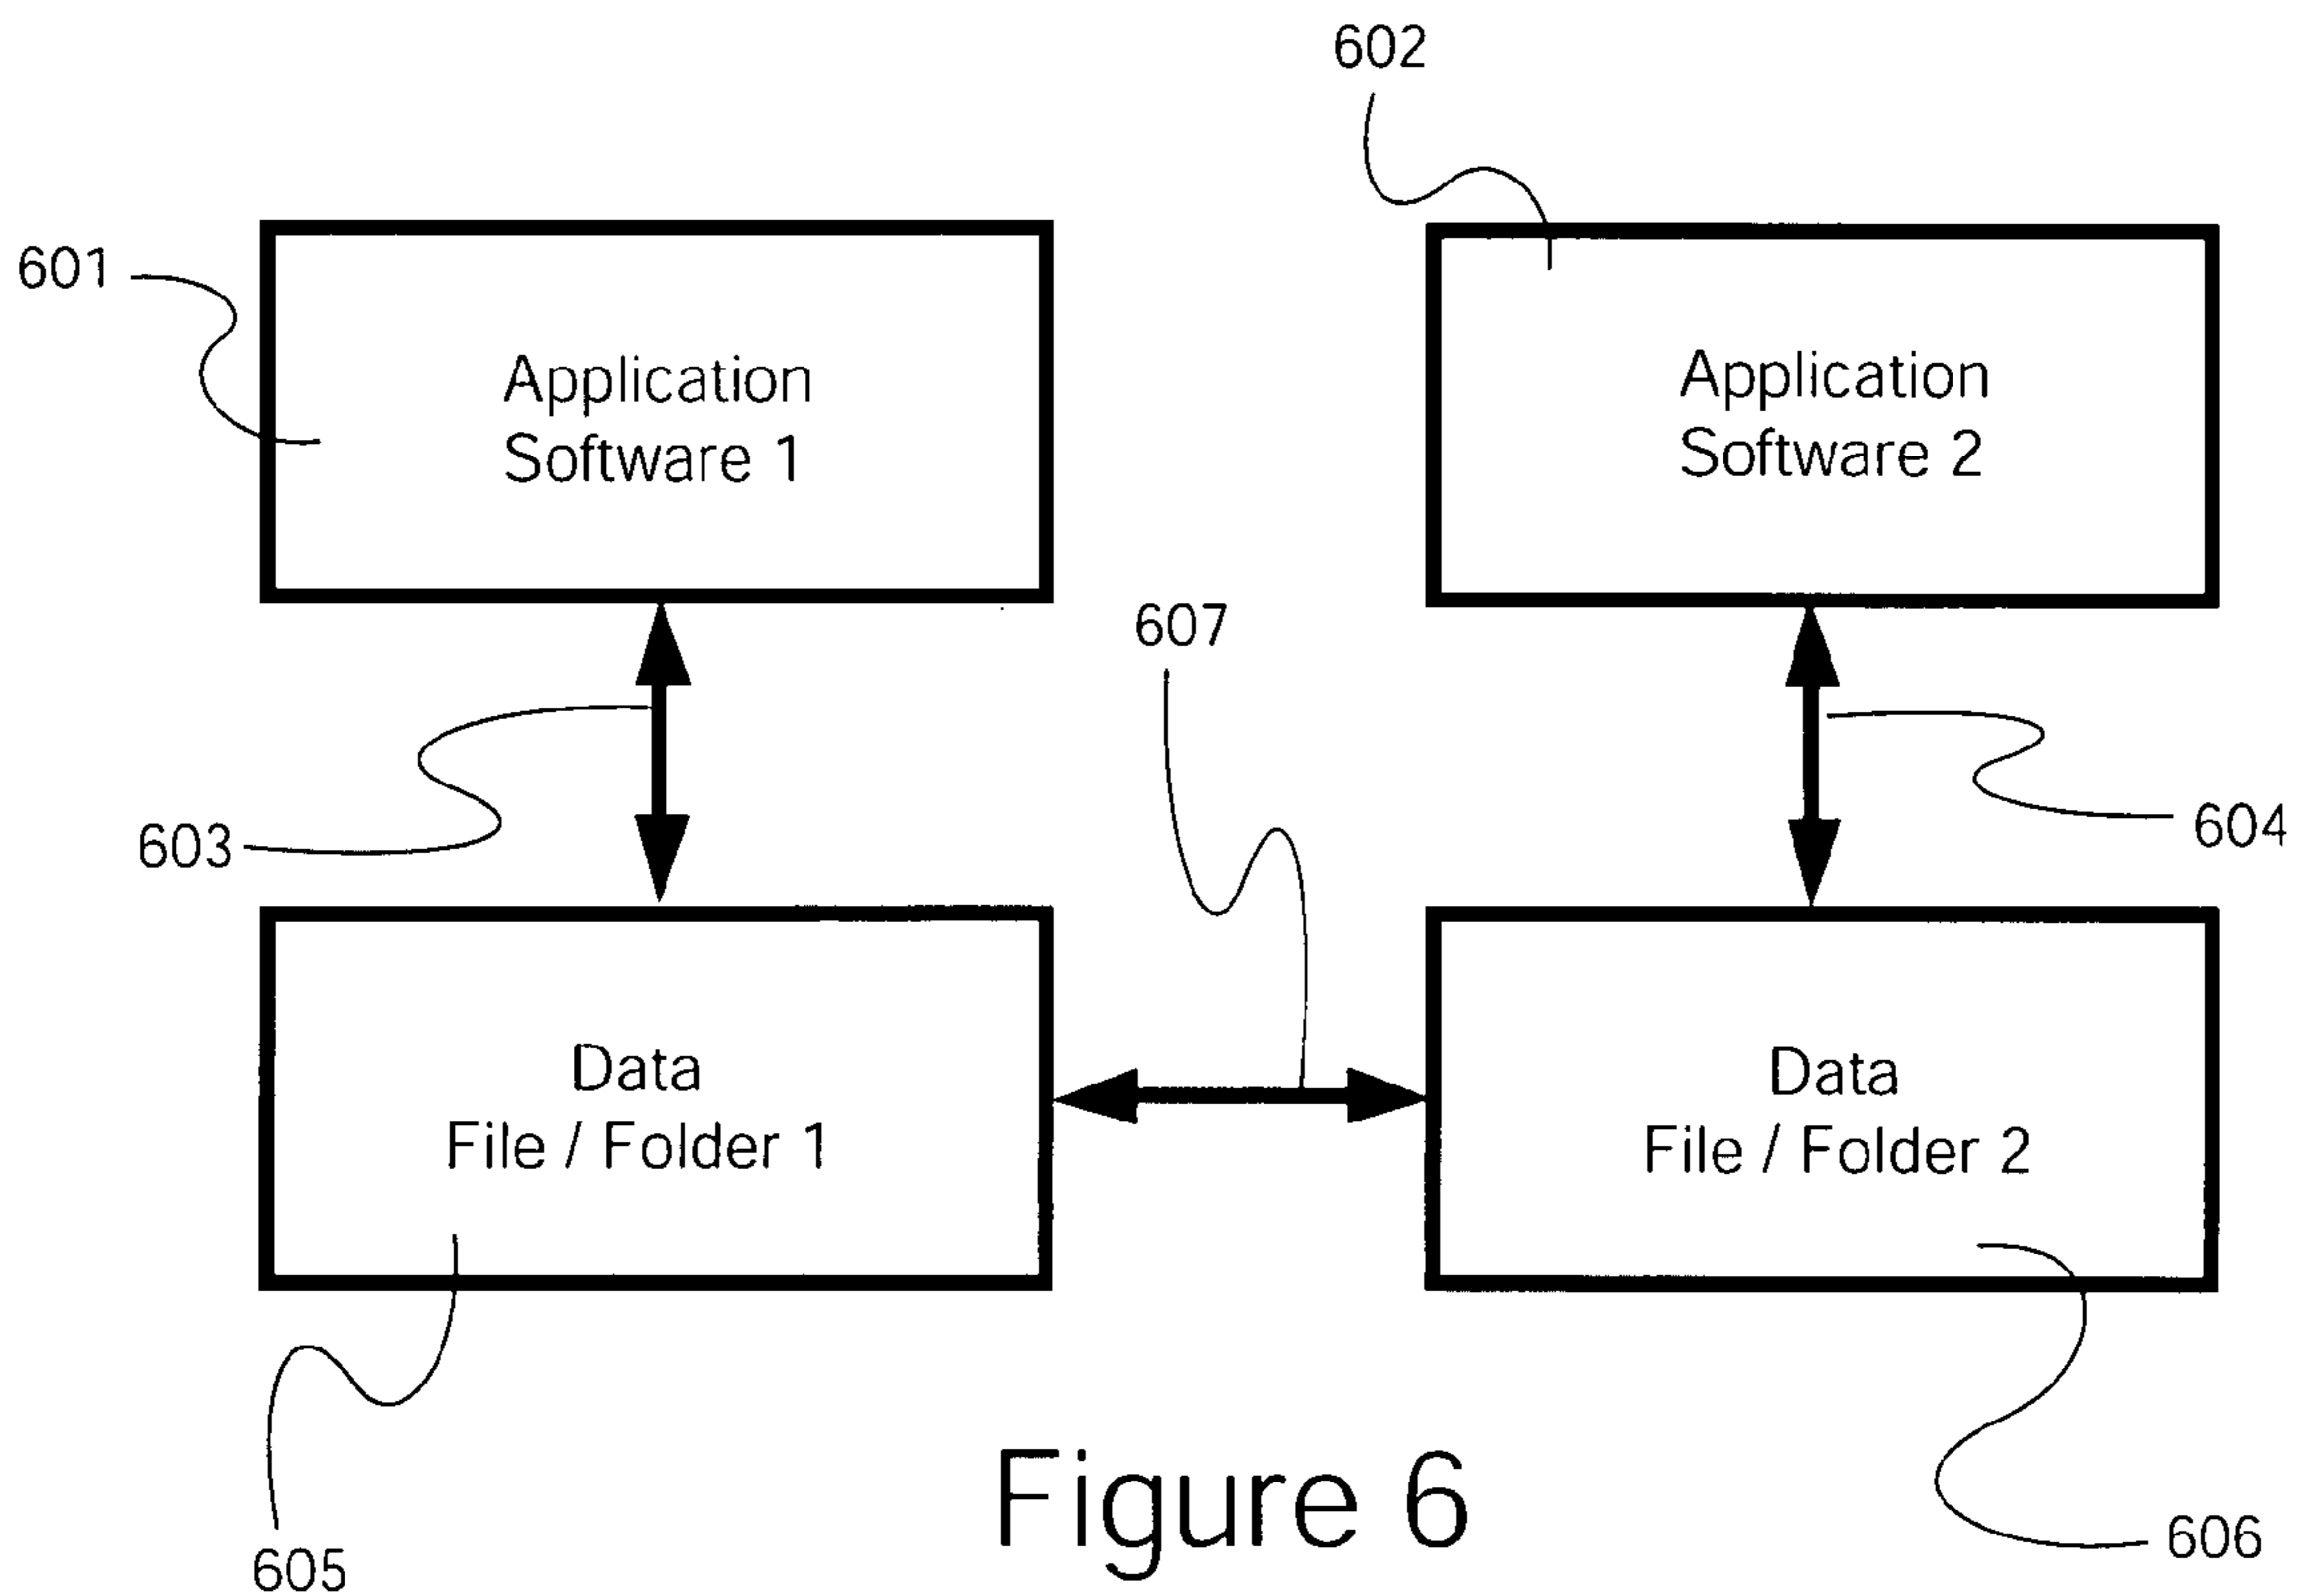 602
601
Application
Software 1
Application
Software 2
607
603
604
Data
File / Folder 1
Data
File / Folder 2
Figure 6
605
606